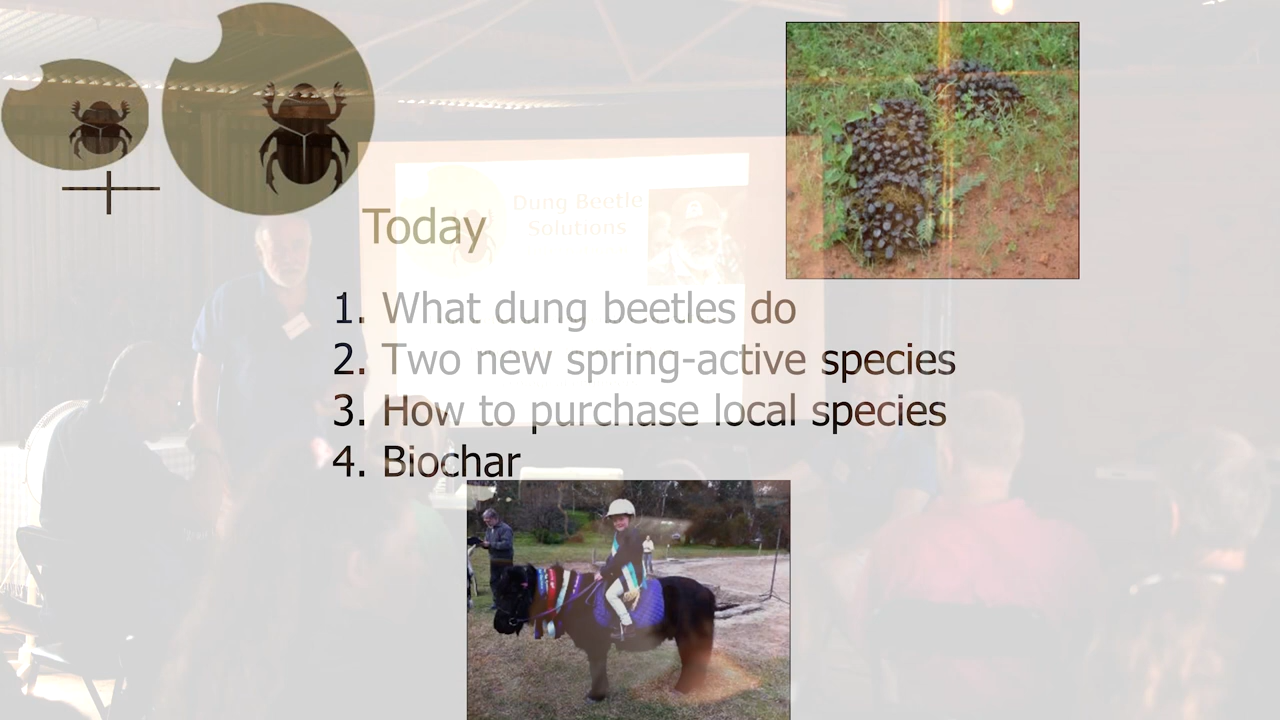 Dung Beetle
Solutions
Today
1. What dung beetles do
2. Two new spring-active species
3. How to purchase local species
4. Biochar